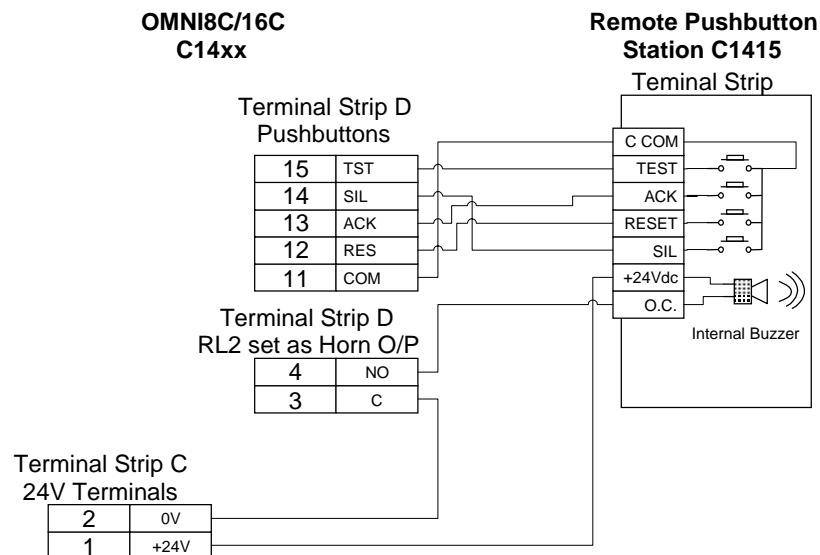 OMNI8C/16C
C14xx
Remote Pushbutton
Station C1415
Teminal Strip
Terminal Strip D
Pushbuttons
15 TST
14 SIL
13 ACK
12 RES
11 COM
C COM
TEST
ACK
RESET
SIL
+24Vdc
O.C.
Internal Buzzer
Terminal Strip D
RL2 set as Horn O/P
4 NO
3 C
Terminal Strip C
24V Terminals
2 0V
1 +24V